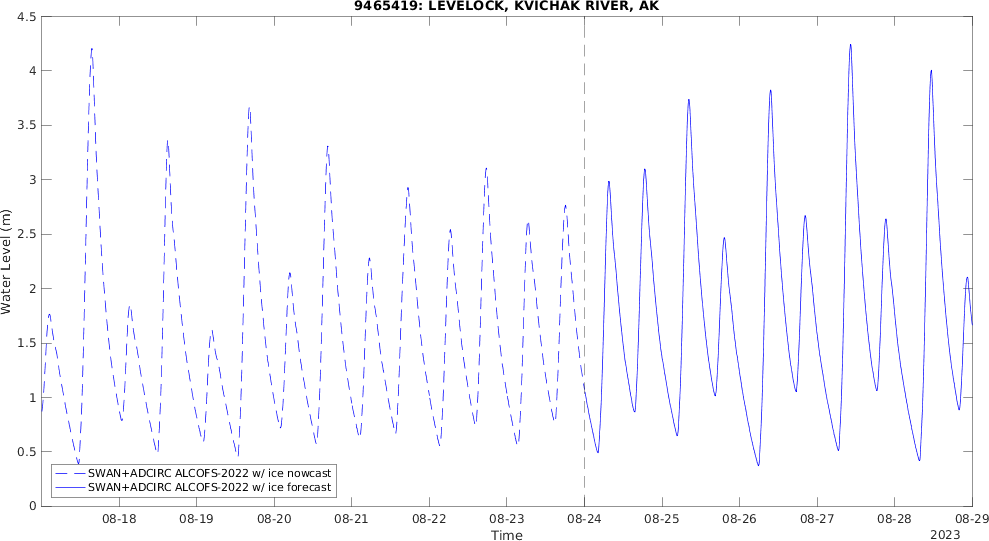 9465419: LEVELOCK, KVICHAK RIVER, AK
4.5
4
3.5
3
2.5
2
1.5
1
0.5
0
Water Level (m)
SWAN+ADCIRC ALCOFS-2022 w/ ice nowcast
SWAN+ADCIRC ALCOFS-2022 w/ ice forecast
08-18 08-19 08-20 08-21 08-22 08-23 08-24 08-25 08-26 08-27 08-28 08-29
Time
2023